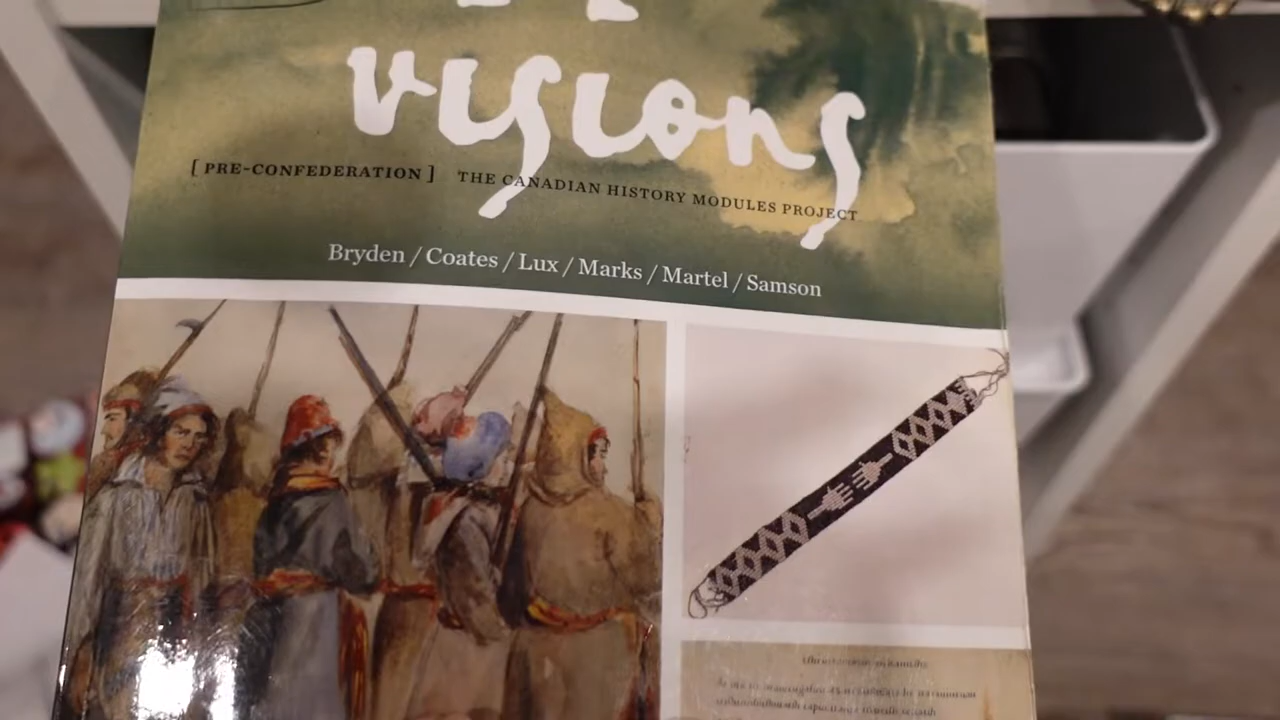 visions
[ PRE-CONFEDERATION ] THE CANADIAN HISTORY MODULES PROJECT
Bryden / Coates / Lux / Marks / Martel / Samson